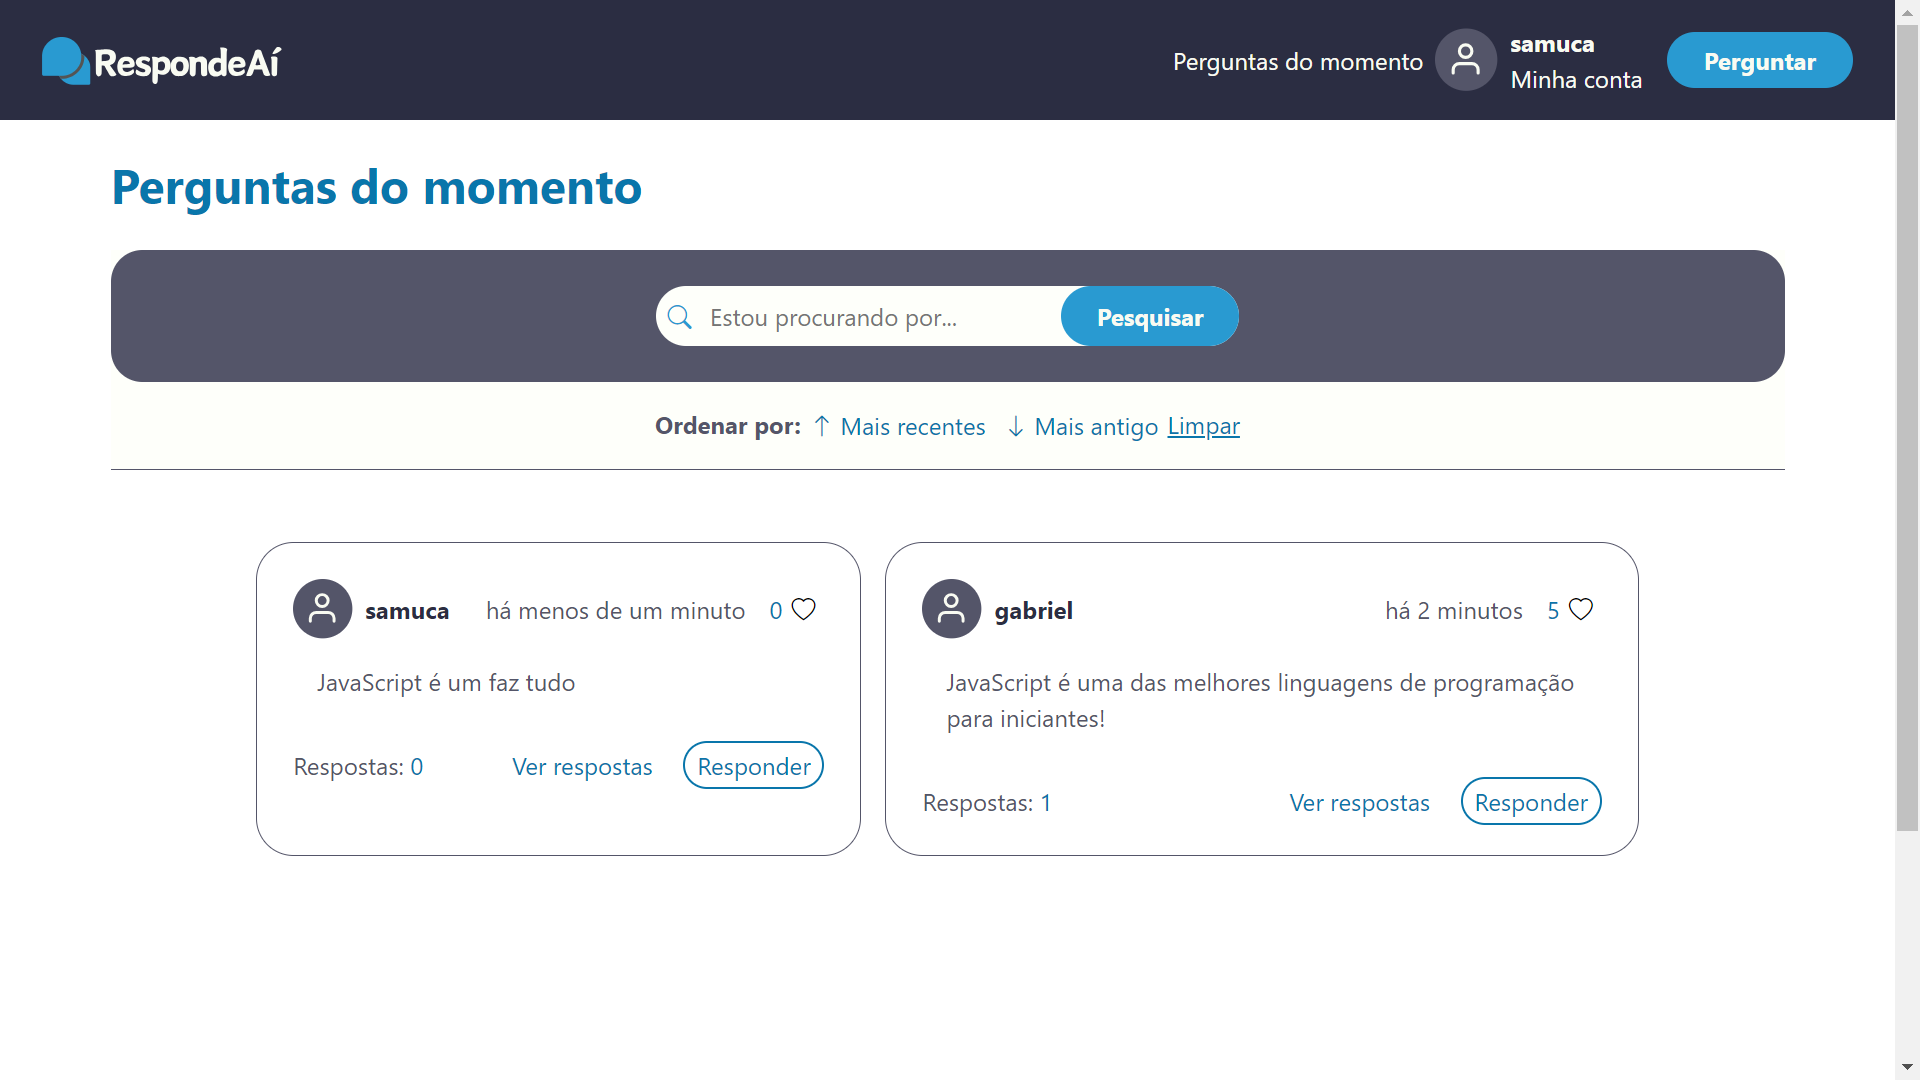 RespondeAí
Perguntas do momento
samuca
Minha conta
Perguntar
Perguntas do momento
Estou procurando por...
Pesquisar
Ordenar por: Mais recentes Mais antigo Limpar
samuca há menos de um minuto 0
JavaScript é um faz tudo
Respostas: 0 Ver respostas Responder
gabriel há 2 minutos 5
JavaScript é uma das melhores linguagens de programação
para iniciantes!
Respostas: 1 Ver respostas Responder